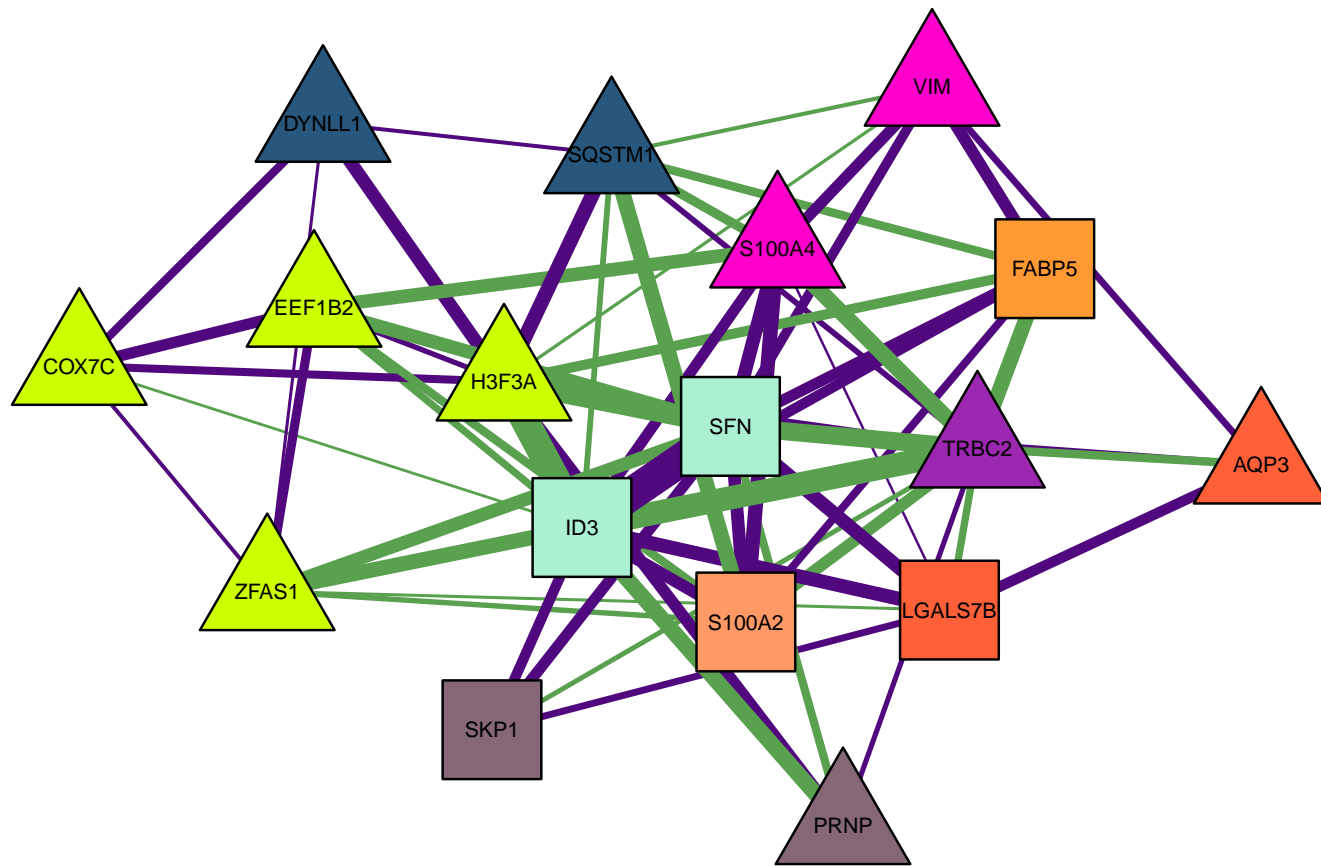 VIM
DYNLL1
SQSTM1
S100A4
FABP5
EEF1B2
COX7C
H3F3A
SFN
TRBC2
AQP3
ID3
ZFAS1
S100A2
LGALS7B
SKP1
PRNP